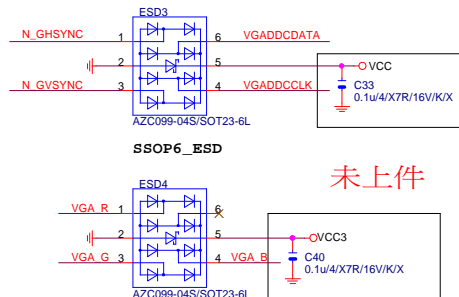 ESD3
N_GHSYNC 1 6 VGADDCDATA
2 5 VCC
N_GVSYNC 3 4 VGADDCCLK
C33
0.1u/4/X7R/16V/K/X
AZC099-04S/SOT23-6L
SSOP6_ESD
未上件
ESD4
VGA_R 1 6
2 5 VCC3
VGA_G 3 4 VGA_B
C40
0.1u/4/X7R/16V/K/X
AZC099-04S/SOT23-6L